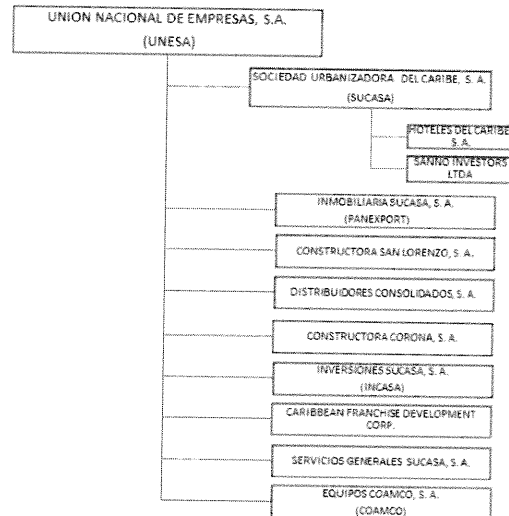 UNION NACIONAL DE EMPRESAS, S.A.
(UNESA)
SOCIEDAD URBANIZADORA DEL CARIBE, S. A.
(SUCASA)
HOTELES DEL CARIBE
S. A.
SANNO INVESTORS
LTDA
INMOBILIARIA SUCASA, S. A.
(PANEXPORT)
CONSTRUCTORA SAN LORENZO, S. A.
DISTRIBUIDORES CONSOLIDADOS, S. A.
CONSTRUCTORA CORONA, S. A.
INVERSIONES SUCASA, S. A.
(INCASA)
CARIBBEAN FRANCHISE DEVELOPMENT
CORP.
SERVICIOS GENERALES SUCASA, S. A.
EQUIPOS COAMCO, S. A.
(COAMCO)